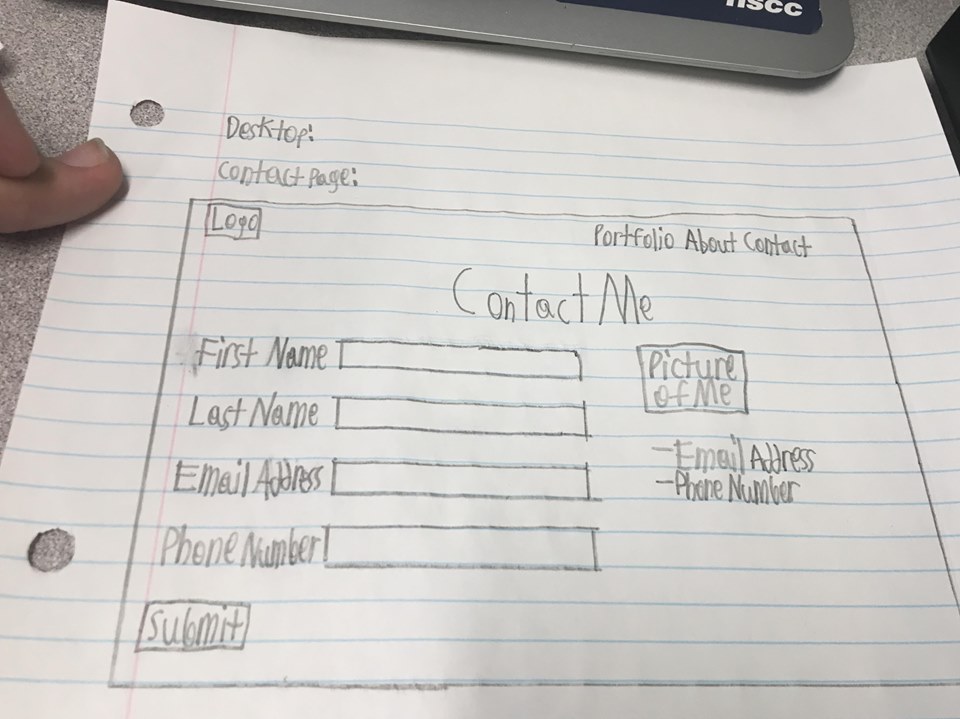 nscc
Desktop:
Contact Page:
Logo
Portfolio About Contact
Contact Me
First Name
Picture
of Me
Last Name
Email Address
-Email Address
-Phone Number
Phone Number
Submit